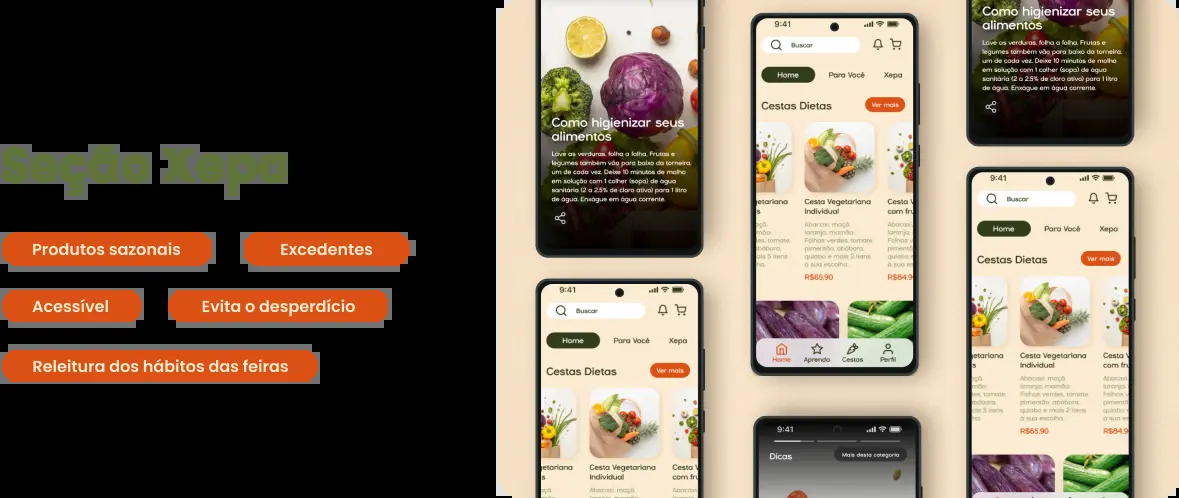 Seção Xepa
Produtos sazonais
Excedentes
Acessível
Evita o desperdício
Releitura dos hábitos das feiras
Como higienizar seus
alimentos
Lave as verduras, folha a folha. Frutas e
legumes também vão para baixo da torneira,
um de cada vez. Deixe 10 minutos de molho
em solução com 1 colher (sopa) de água
sanitária (2 a 2,5% de cloro ativo) para 1 litro
de água. Enxágue em água corrente.
9:41
Buscar
Home
Para Você
Xepa
Cestas Dietas
Ver mais
Cesta Vegetariana
Individual
9:41
Buscar
Home
Para Você
Xepa
Cestas Dietas
Ver mais
Cesta Vegetariana
Individual
com fru
Abacaxi, maçã,
laranja, mamão.
Folhas verdes, tomate,
pimentão, abóbora,
quiabo e mais 2 itens
à sua escolha.
R$65,90
R$84,9
Home
Aprenda
Cestas
Perfil
9:41
Dicas
Mais desta categoria
Como higienizar seus
alimentos
Lave as verduras, folha a folha. Frutas e
legumes também vão para baixo da torneira,
um de cada vez. Deixe 10 minutos de molho
em solução com 1 colher (sopa) de água
sanitária (2 a 2,5% de cloro ativo) para 1 litro
de água. Enxágue em água corrente.
9:41
Buscar
Home
Para Você
Xepa
Cestas Dietas
Ver mais
Cesta Vegetariana
Individual
com fru
Abacaxi, maçã,
laranja, mamão.
Folhas verdes, tomate,
pimentão, abóbora,
quiabo e mais 2 itens
à sua escolha.
R$65,90
R$84,9